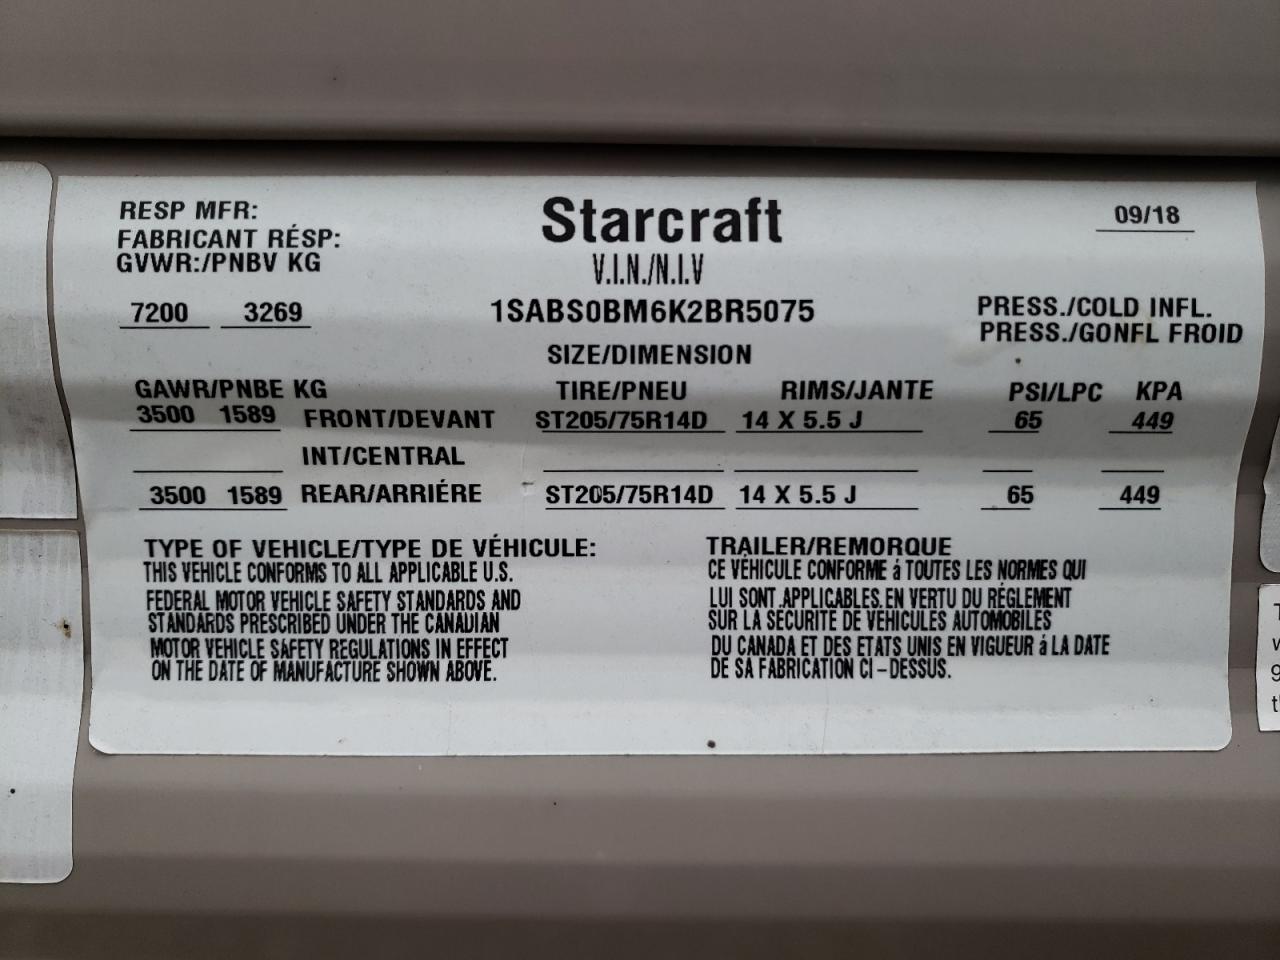 RESP MFR:
FABRICANT RÉSP:
GVWR:/PNBV KG
Starcraft
09/18
V.I.N./N.I.V
7200 3269
1SABS0BM6K2BR5075
PRESS./COLD INFL.
PRESS./GONFL FROID
SIZE/DIMENSION
GAWR/PNBE KG TIRE/PNEU RIMS/JANTE PSI/LPC KPA
3500 1589 FRONT/DEVANT ST205/75R14D 14 X 5.5 J 65 449
INT/CENTRAL
3500 1589 REAR/ARRIÉRE ST205/75R14D 14 X 5.5 J 65 449
TYPE OF VEHICLE/TYPE DE VÉHICULE: TRAILER/REMORQUE
THIS VEHICLE CONFORMS TO ALL APPLICABLE U.S.
FEDERAL MOTOR VEHICLE SAFETY STANDARDS AND
STANDARDS PRESCRIBED UNDER THE CANADIAN
MOTOR VEHICLE SAFETY REGULATIONS IN EFFECT
ON THE DATE OF MANUFACTURE SHOWN ABOVE.
CE VÉHICULE CONFORME á TOUTES LES NORMES QUI
LUI SONT APPLICABLES EN VERTU DU RÉGLEMENT
SUR LA SÉCURITÉ DE VÉHICULES AUTOMOBILES
DU CANADA ET DES ETATS UNIS EN VIGUEUR á LA DATE
DE SA FABRICATION CI-DESSUS.